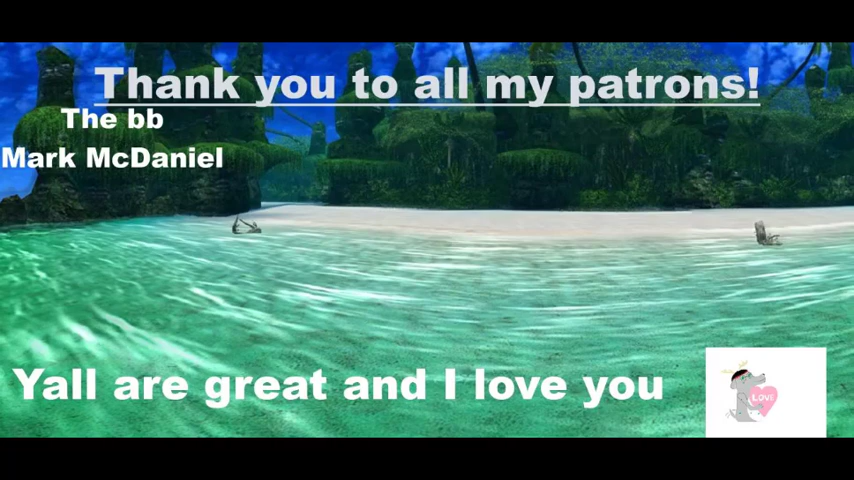 Thank you to all my patrons!
The bb
Mark McDaniel
Yall are great and I love you
LOVE